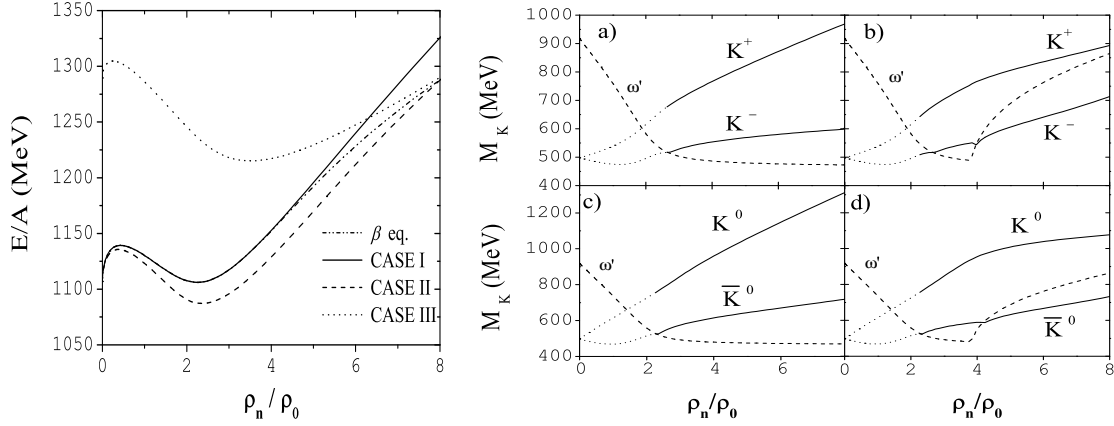 E/A (MeV)
1350
1300
1250
1200
1150
1100
1050
0 2 4 6 8
ρn / ρ0
β eq.
CASE I
CASE II
CASE III
M K (MeV)
1000
900
800
700
600
500
400
a)
K+
ω'
K−
b)
K+
ω'
K−
M K (MeV)
1200
1000
800
600
400
c)
K0
ω'
K̅0
d)
K0
ω'
K̅0
0 2 4 6
0 2 4 6 8
ρn/ρ0
ρn/ρ0